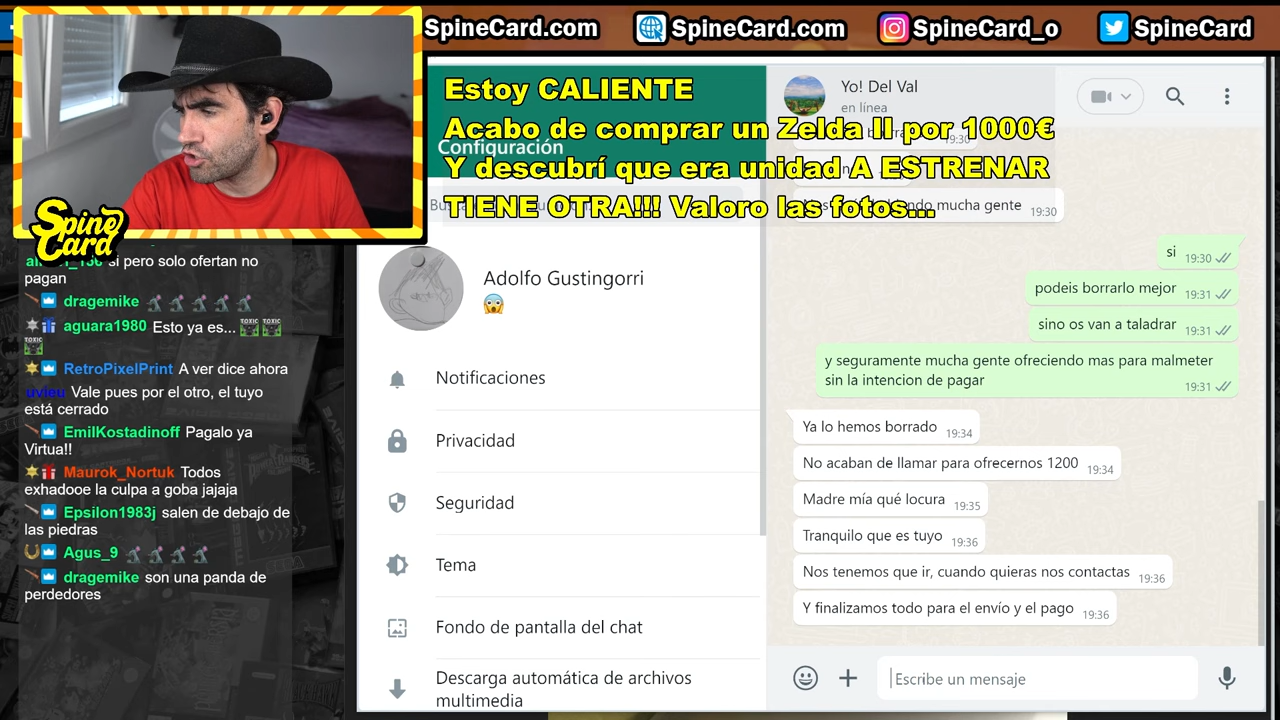 SpineCard.com
SpineCard.com
SpineCard_o
SpineCard
Estoy CALIENTE
Acabo de comprar un Zelda II por 1000€
Y descubrí que era unidad A ESTRENAR
TIENE OTRA!!! Valoro las fotos...
Spine
Card
si pero solo ofertan no
pagan
dragemike
aguara1980 Esto ya es... TOXIC TOXIC
TOXIC
RetroPixelPrint A ver dice ahora
uvieu Vale pues por el otro, el tuyo
está cerrado
EmilKostadinoff Pagalo ya
Virtua!!
Maurok_Nortuk Todos
exhadooe la culpa a goba jajaja
Epsilon1983j salen de debajo de
las piedras
Agus_9
dragemike son una panda de
perdedores
Configuración
Adolfo Gustingorri
Notificaciones
Privacidad
Seguridad
Tema
Fondo de pantalla del chat
Descarga automática de archivos
multimedia
Yo! Del Val
en línea
19:30
mucha gente 19:30
si 19:30
podeis borrarlo mejor 19:31
sino os van a taladrar 19:31
y seguramente mucha gente ofreciendo mas para malmeter
sin la intencion de pagar 19:31
Ya lo hemos borrado 19:34
No acaban de llamar para ofrecernos 1200 19:34
Madre mía qué locura 19:35
Tranquilo que es tuyo 19:36
Nos tenemos que ir, cuando quieras nos contactas 19:36
Y finalizamos todo para el envío y el pago 19:36
Escribe un mensaje